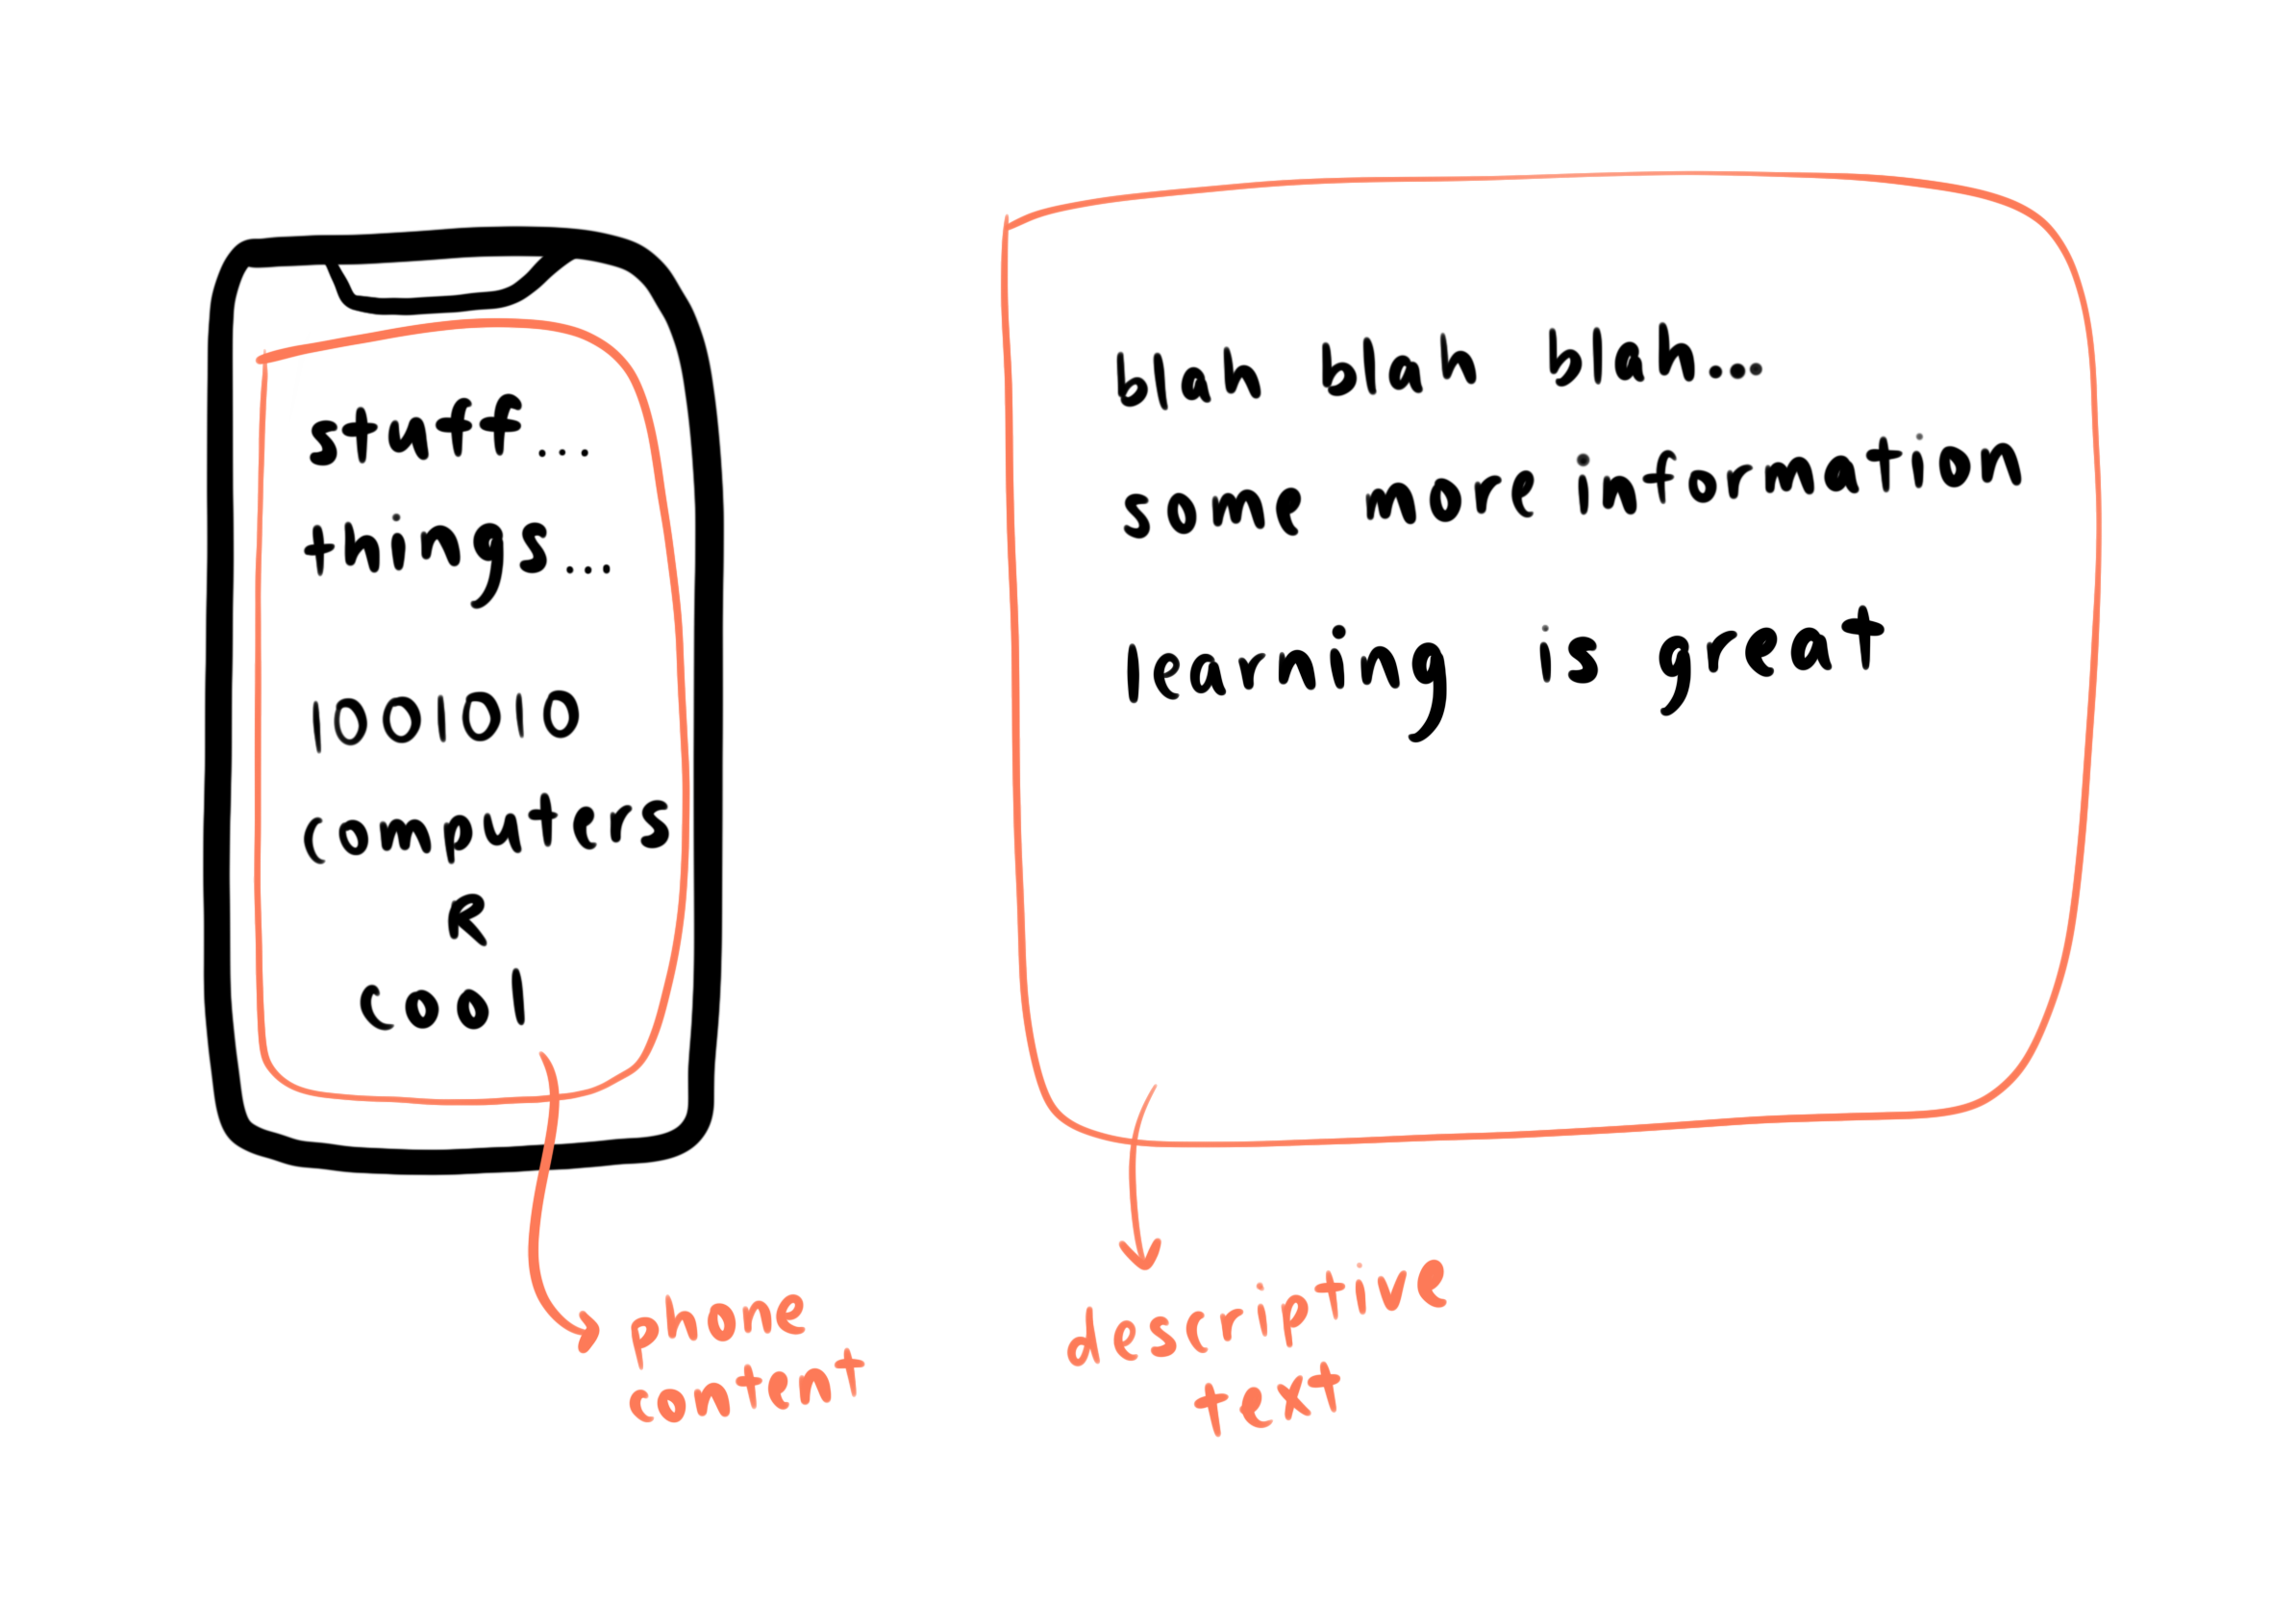 stuff...
things...
1001010
computers
R
cool
phone
content
blah blah blah...
some more information
learning is great
descriptive
text